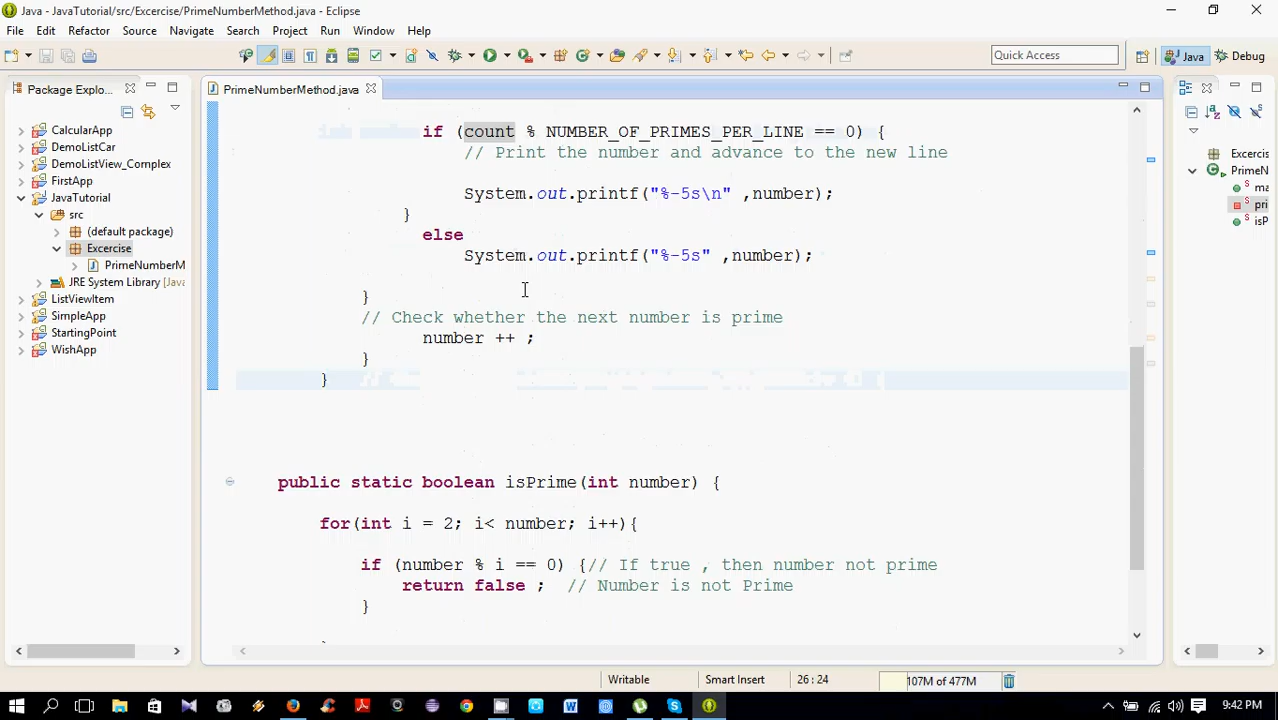 Java - JavaTutorial/src/Excercise/PrimeNumberMethod.java - Eclipse
File Edit Refactor Source Navigate Search Project Run Window Help
Quick Access Java Debug
Package Explo... PrimeNumberMethod.java
CalcularApp
DemoListCar
DemoListView_Complex
FirstApp
JavaTutorial
src
(default package)
Excercise
PrimeNumberM
JRE System Library [Java
ListViewItem
SimpleApp
StartingPoint
WishApp
if (count % NUMBER_OF_PRIMES_PER_LINE == 0) {
// Print the number and advance to the new line
System.out.printf("%-5s\n" ,number);
}
else
System.out.printf("%-5s" ,number);
}
// Check whether the next number is prime
number ++ ;
}
}
public static boolean isPrime(int number) {
for(int i = 2; i< number; i++){
if (number % i == 0) {// If true , then number not prime
return false ; // Number is not Prime
}
Excercis
PrimeN
ma
pri
isP
Writable Smart Insert 26 : 24 107M of 477M
9:42 PM